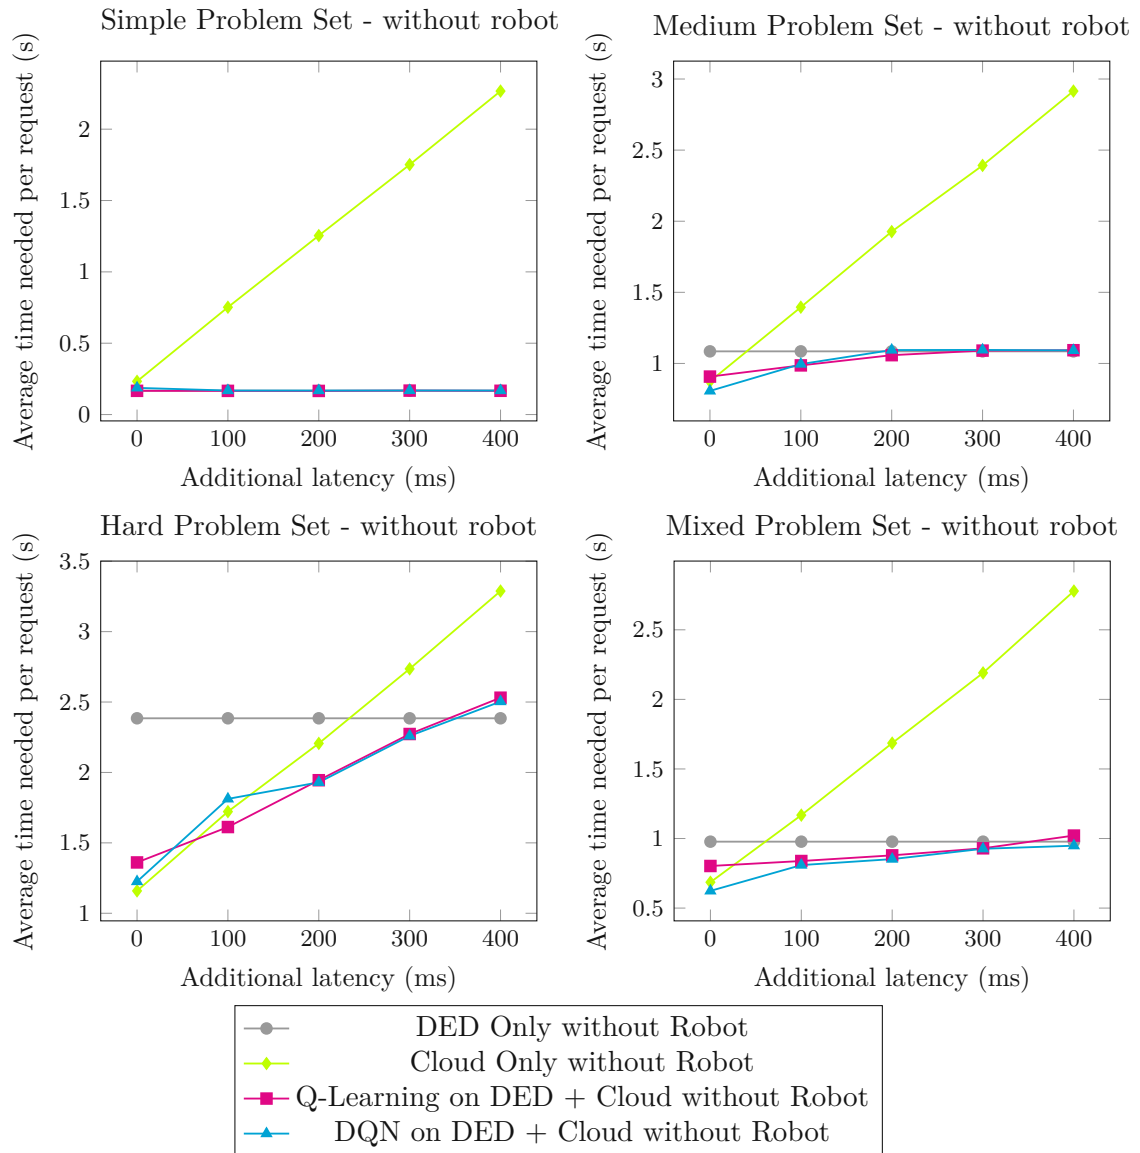 Simple Problem Set - without robot
Average time needed per request (s)
2
1.5
1
0.5
0
0 100 200 300 400
Additional latency (ms)
Medium Problem Set - without robot
Average time needed per request (s)
3
2.5
2
1.5
1
0 100 200 300 400
Additional latency (ms)
Hard Problem Set - without robot
Average time needed per request (s)
3.5
3
2.5
2
1.5
1
0 100 200 300 400
Additional latency (ms)
Mixed Problem Set - without robot
Average time needed per request (s)
2.5
2
1.5
1
0.5
0 100 200 300 400
Additional latency (ms)
DED Only without Robot
Cloud Only without Robot
Q-Learning on DED + Cloud without Robot
DQN on DED + Cloud without Robot